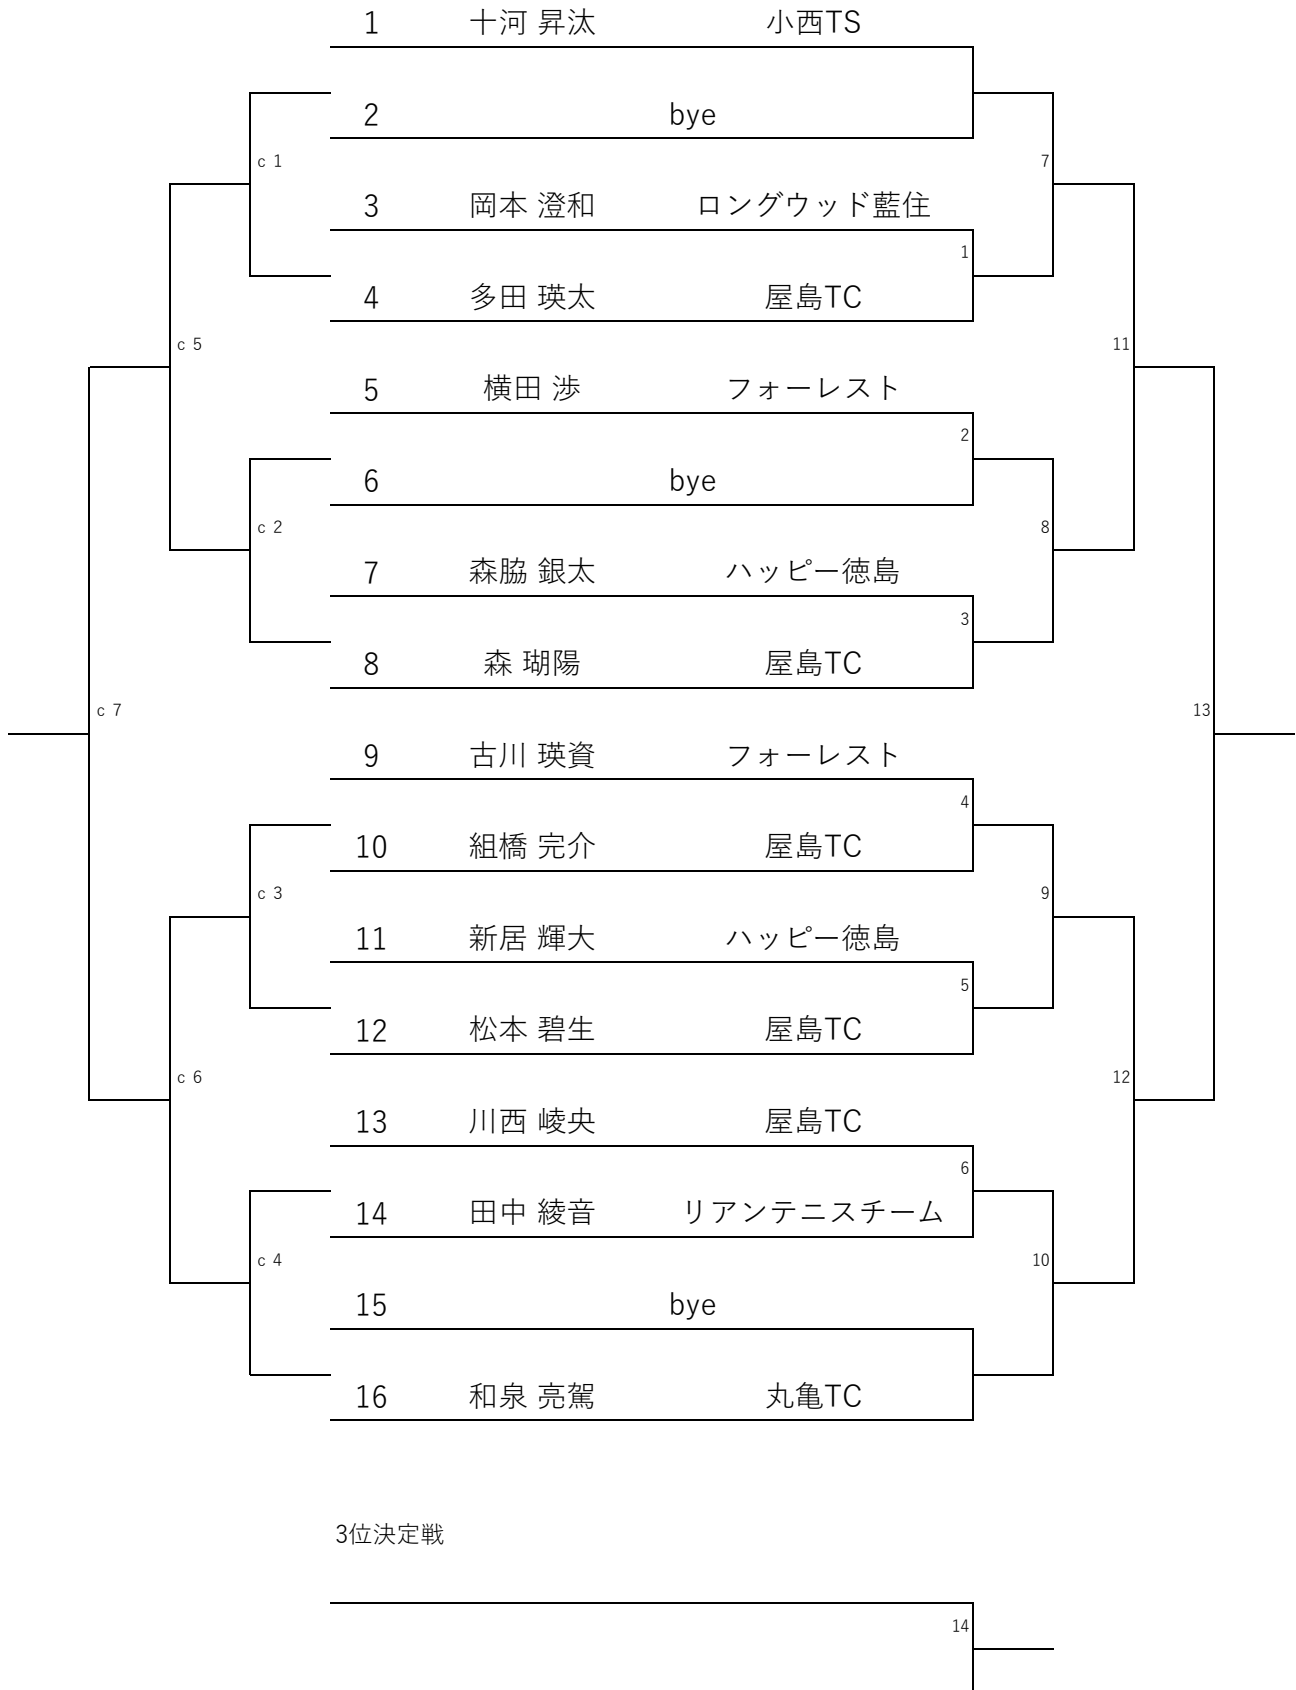 1 十河 昇汰 小西TS
2 bye
c 1 7
3 岡本 澄和 ロングウッド藍住
1
4 多田 瑛太 屋島TC
c 5 11
5 横田 渉 フォーレスト
2
6 bye
c 2 8
7 森脇 銀太 ハッピー徳島
3
8 森 瑚陽 屋島TC
c 7 13
9 古川 瑛資 フォーレスト
4
10 組橋 完介 屋島TC
c 3 9
11 新居 輝大 ハッピー徳島
5
12 松本 碧生 屋島TC
c 6 12
13 川西 崚央 屋島TC
6
14 田中 綾音 リアンテニスチーム
c 4 10
15 bye
16 和泉 亮駕 丸亀TC
3位決定戦
14